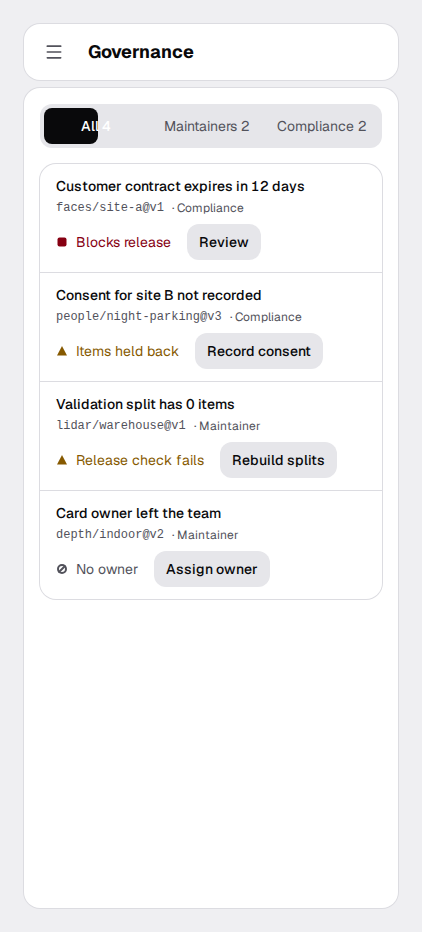 Governance
All 4 Maintainers 2 Compliance 2
Customer contract expires in 12 days
faces/site-a@v1 · Compliance
Blocks release Review
Consent for site B not recorded
people/night-parking@v3 · Compliance
Items held back Record consent
Validation split has 0 items
lidar/warehouse@v1 · Maintainer
Release check fails Rebuild splits
Card owner left the team
depth/indoor@v2 · Maintainer
No owner Assign owner